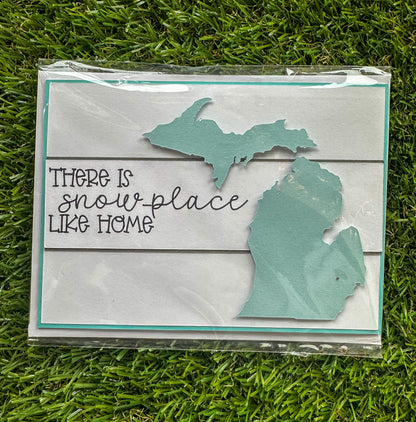 THERE IS
snow place
LIKE HOME